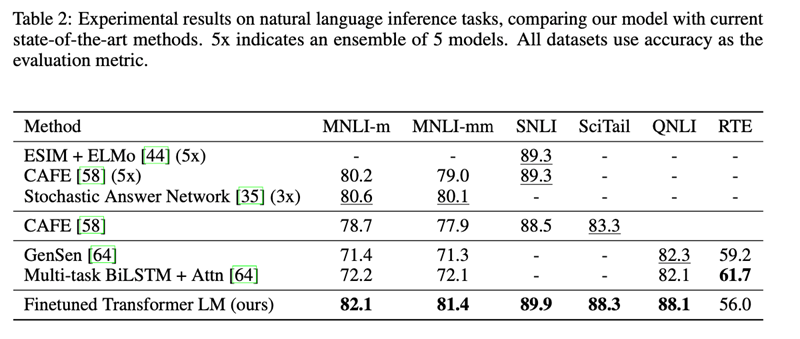 Table 2: Experimental results on natural language inference tasks, comparing our model with current
state-of-the-art methods. 5x indicates an ensemble of 5 models. All datasets use accuracy as the
evaluation metric.
Method MNLI-m MNLI-mm SNLI SciTail QNLI RTE
ESIM + ELMo [44] (5x) - - 89.3 - - -
CAFE [58] (5x) 80.2 79.0 89.3 - - -
Stochastic Answer Network [35] (3x) 80.6 80.1 - - - -
CAFE [58] 78.7 77.9 88.5 83.3
GenSen [64] 71.4 71.3 - - 82.3 59.2
Multi-task BiLSTM + Attn [64] 72.2 72.1 - - 82.1 61.7
Finetuned Transformer LM (ours) 82.1 81.4 89.9 88.3 88.1 56.0